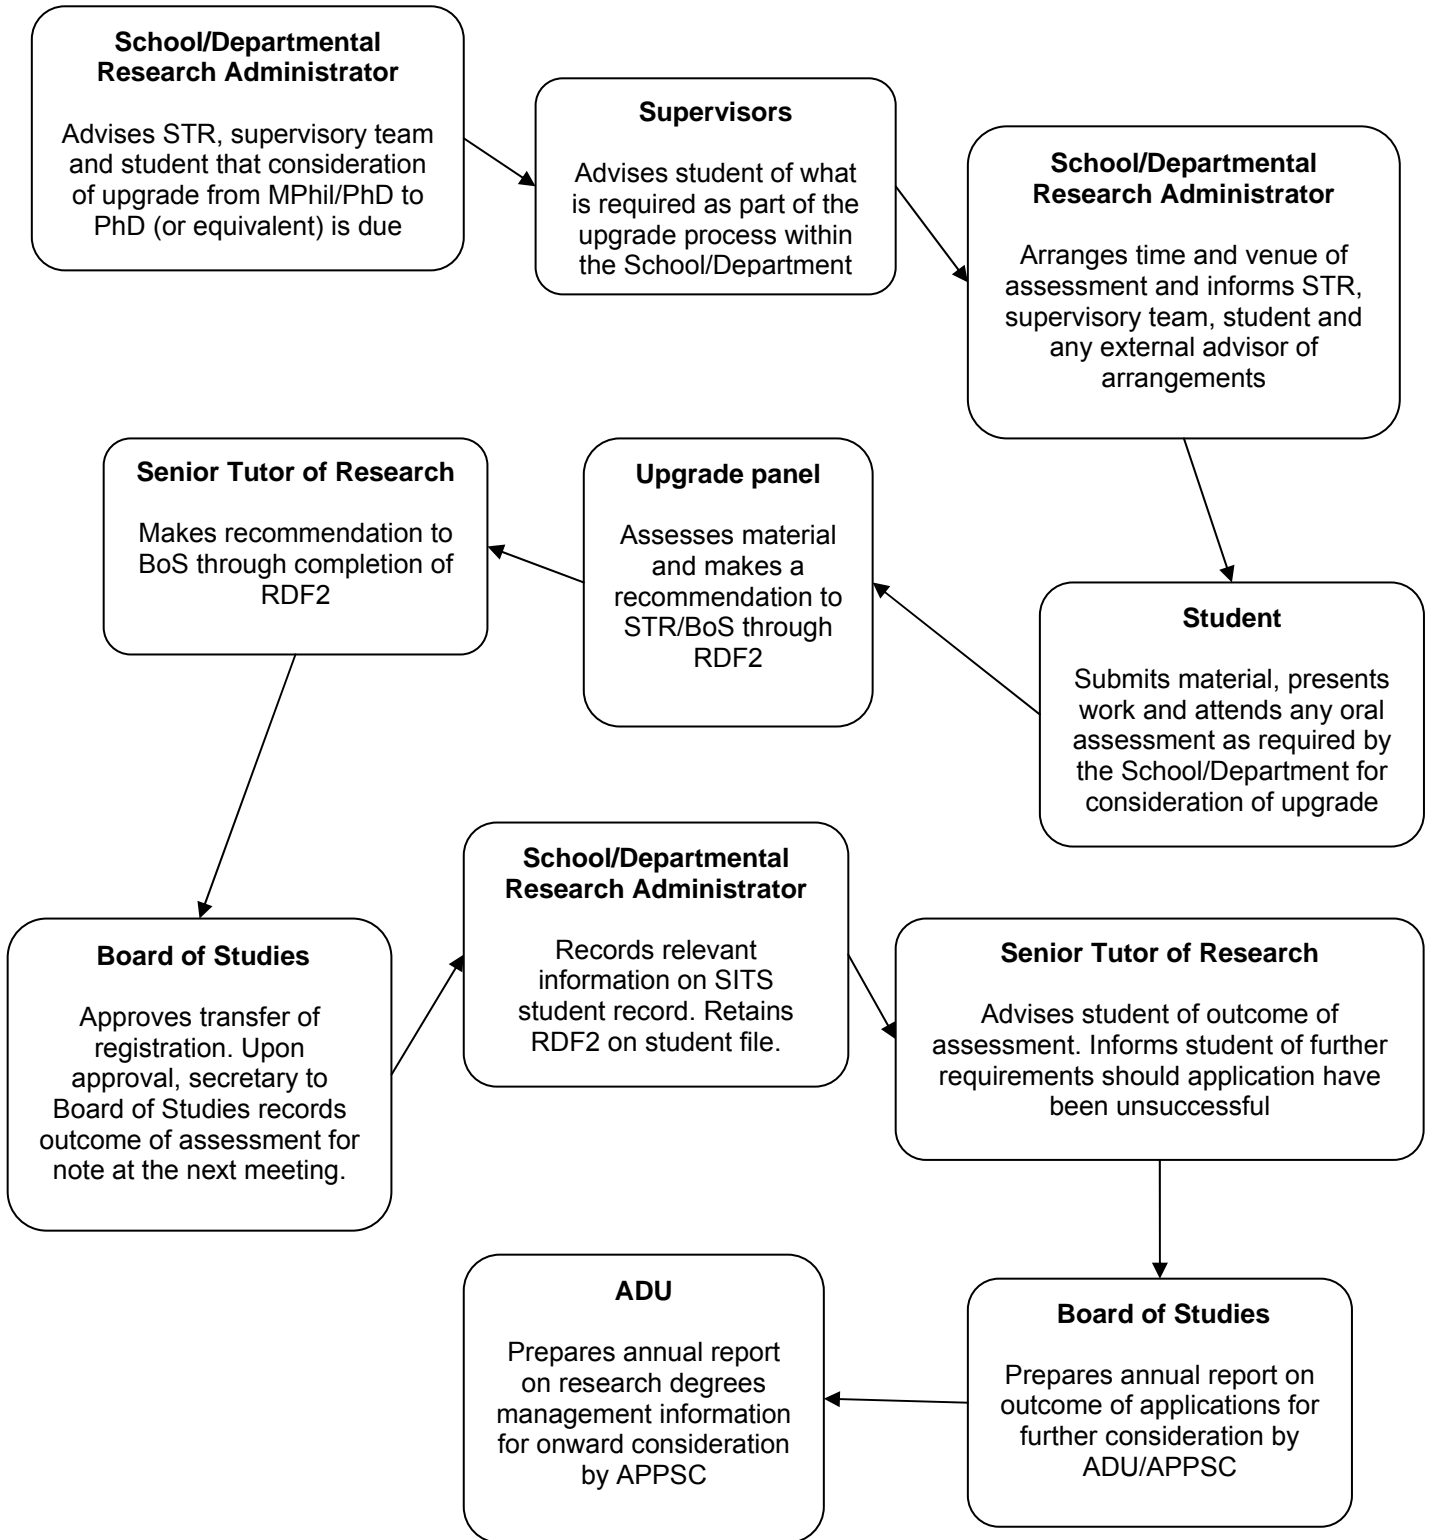 School/Departmental
Research Administrator
Advises STR, supervisory team
and student that consideration
of upgrade from MPhil/PhD to
PhD (or equivalent) is due
Supervisors
Advises student of what
is required as part of the
upgrade process within
the School/Department
School/Departmental
Research Administrator
Arranges time and venue of
assessment and informs STR,
supervisory team, student and
any external advisor of
arrangements
Student
Submits material, presents
work and attends any oral
assessment as required by
the School/Department for
consideration of upgrade
Upgrade panel
Assesses material
and makes a
recommendation to
STR/BoS through
RDF2
Senior Tutor of Research
Makes recommendation to
BoS through completion of
RDF2
Board of Studies
Approves transfer of
registration. Upon
approval, secretary to
Board of Studies records
outcome of assessment for
note at the next meeting.
School/Departmental
Research Administrator
Records relevant
information on SITS
student record. Retains
RDF2 on student file.
Senior Tutor of Research
Advises student of outcome of
assessment. Informs student of further
requirements should application have
been unsuccessful
Board of Studies
Prepares annual report on
outcome of applications for
further consideration by
ADU/APPSC
ADU
Prepares annual report
on research degrees
management information
for onward consideration
by APPSC